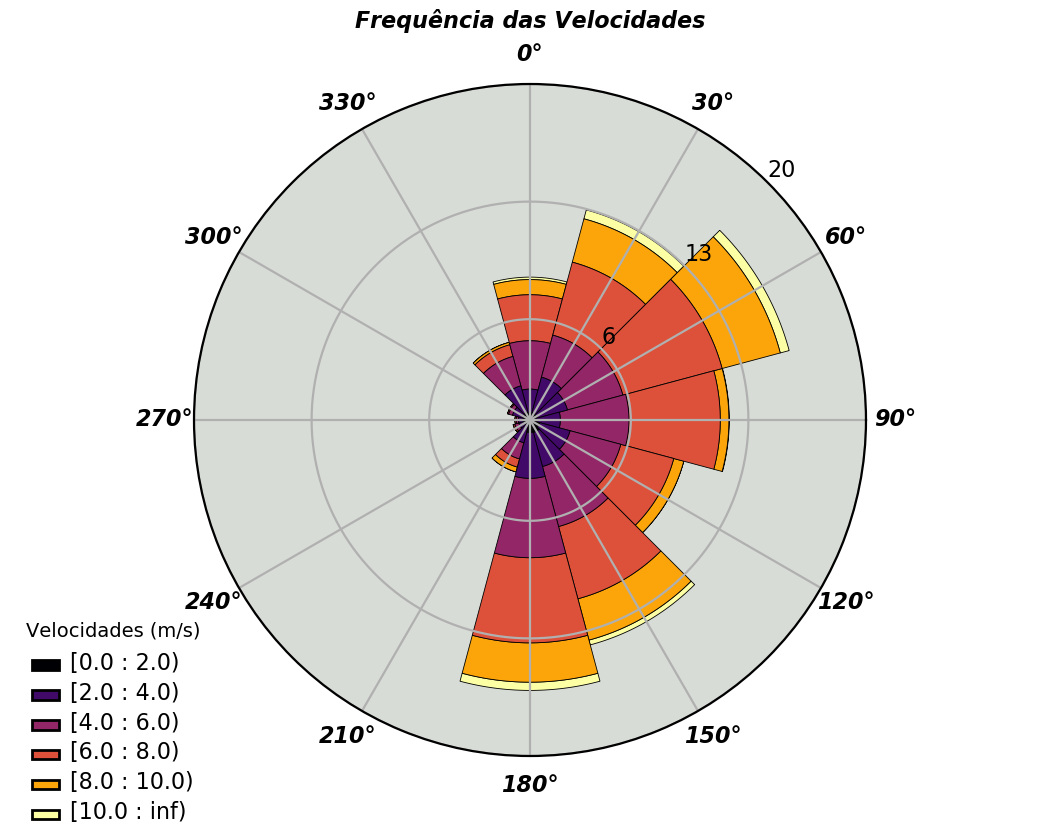 Frequência das Velocidades
0°
330°
30°
20
300°
60°
13
6
270°
90°
240°
120°
210°
150°
180°
Velocidades (m/s)
[0.0 : 2.0)
[2.0 : 4.0)
[4.0 : 6.0)
[6.0 : 8.0)
[8.0 : 10.0)
[10.0 : inf)